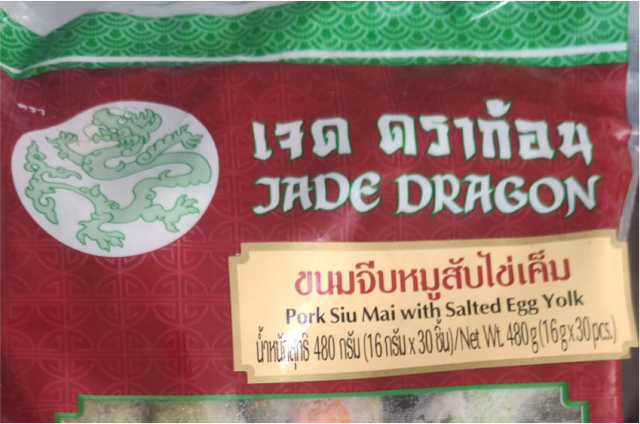 ตรา
เจด ดราก้อน
JADE DRAGON
ขนมจีบหมูสับไข่เค็ม
Pork Siu Mai with Salted Egg Yolk
น้ำหนักสุทธิ 480 กรัม (16 กรัม x 30 ชิ้น)/Net Wt. 480 g (16 g x 30 pcs.)